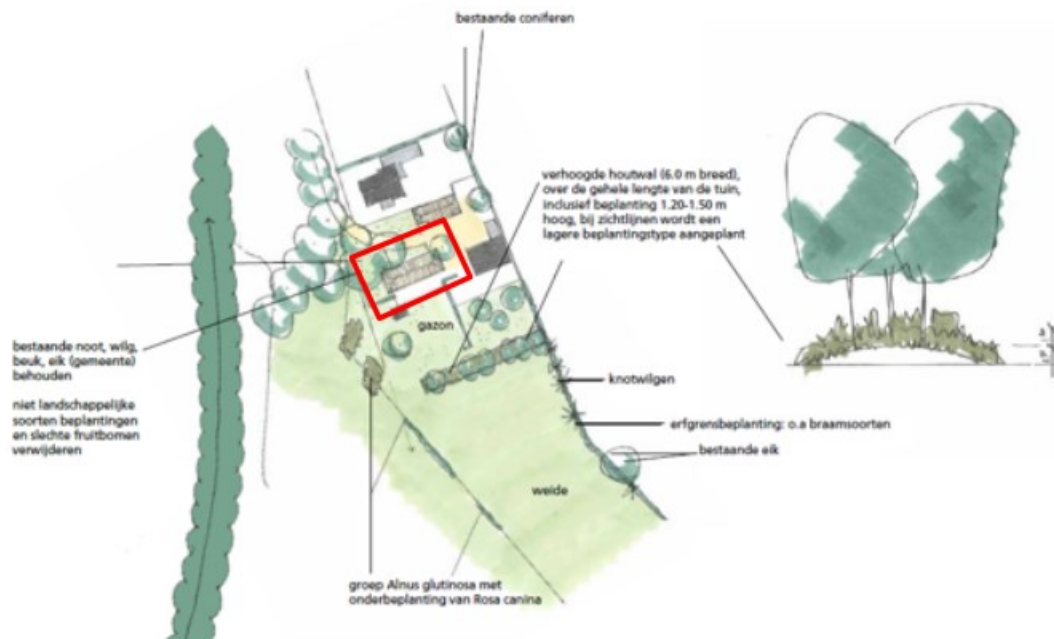 bestaande coniferen
verhoogde houtwal (6.0 m breed),
over de gehele lengte van de tuin,
inclusief beplanting 1.20-1.50 m
hoog, bij zichtlijnen wordt een
lagere beplantingstype aangeplant
gazon
bestaande noot, wilg,
beuk, eik (gemeente)
behouden
niet landschappelijke
soorten beplantingen
en slechte fruitbomen
verwijderen
knotwilgen
erfgrensbeplanting: o.a braamsoorten
bestaande eik
weide
groep Alnus glutinosa met
onderbeplanting van Rosa canina